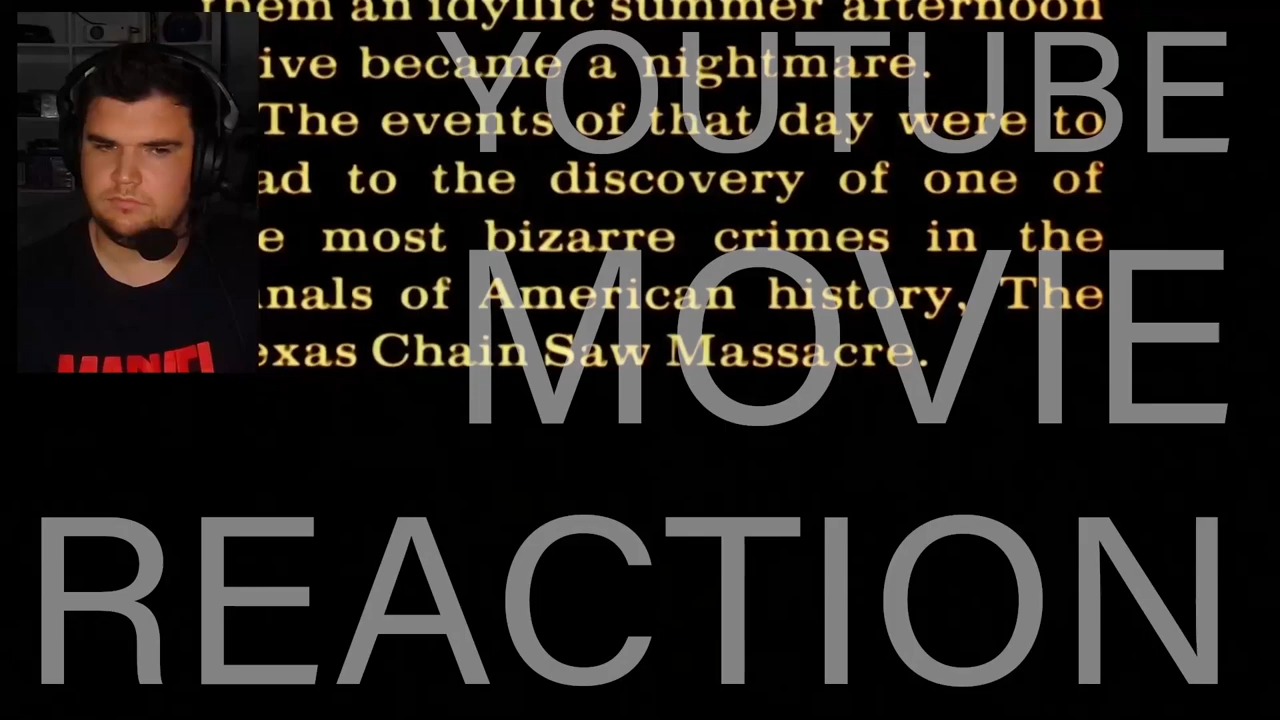 them an idyllic summer afternoon
ive became a nightmare.
The events of that day were to
ad to the discovery of one of
e most bizarre crimes in the
nals of American history, The
exas Chain Saw Massacre.
YOUTUBE
MOVIE
REACTION
MARVEL